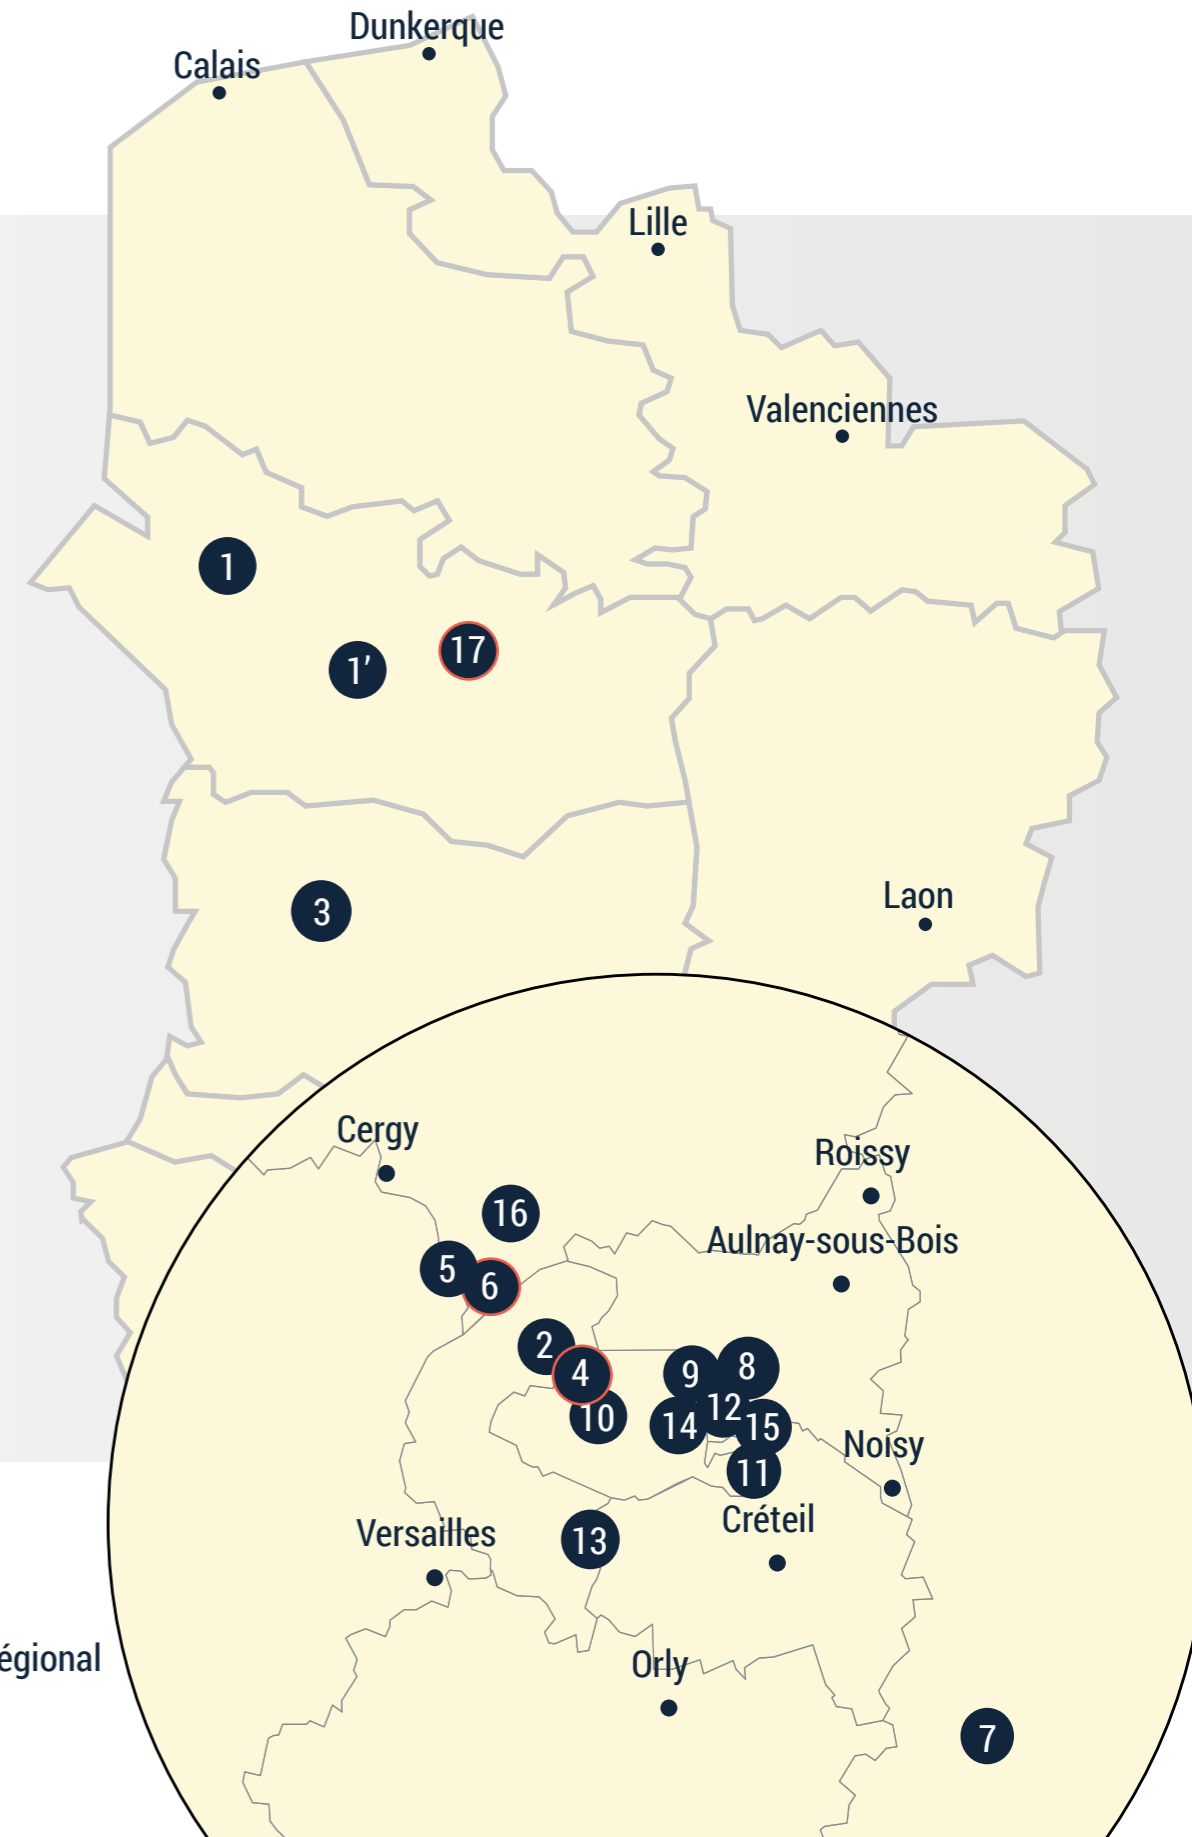 Dunkerque
Calais
Lille
Valenciennes
1
17
1’
Laon
3
Cergy
Roissy
16
Aulnay-sous-Bois
5
6
2
4
9
8
10
12
14
15
Noisy
11
Créteil
Versailles
13
égional
Orly
7